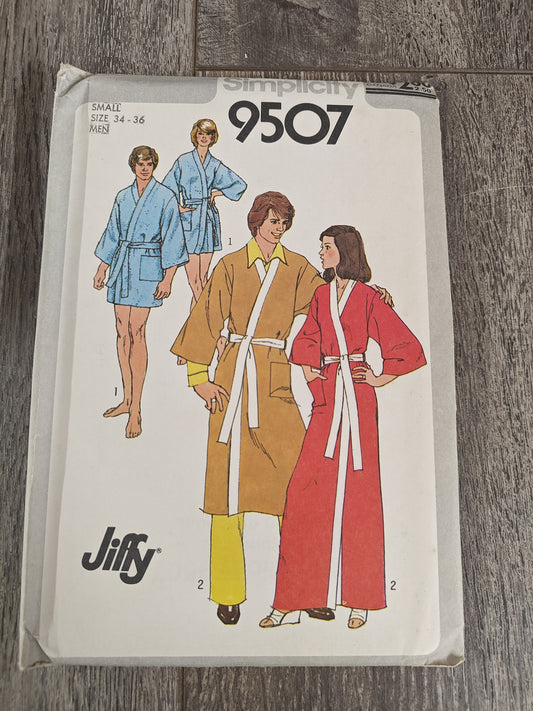 Simplicity
9507
SMALL
SIZE 34 - 36
MEN
1
1
Jiffy®
2
2